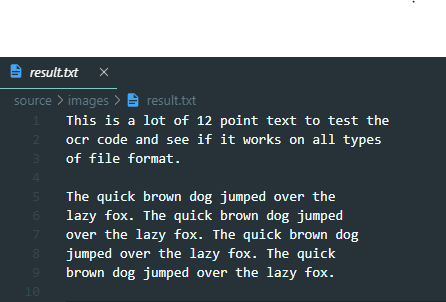 result.txt
source > images > result.txt
1 This is a lot of 12 point text to test the
2 ocr code and see if it works on all types
3 of file format.
4
5 The quick brown dog jumped over the
6 lazy fox. The quick brown dog jumped
7 over the lazy fox. The quick brown dog
8 jumped over the lazy fox. The quick
9 brown dog jumped over the lazy fox.
10